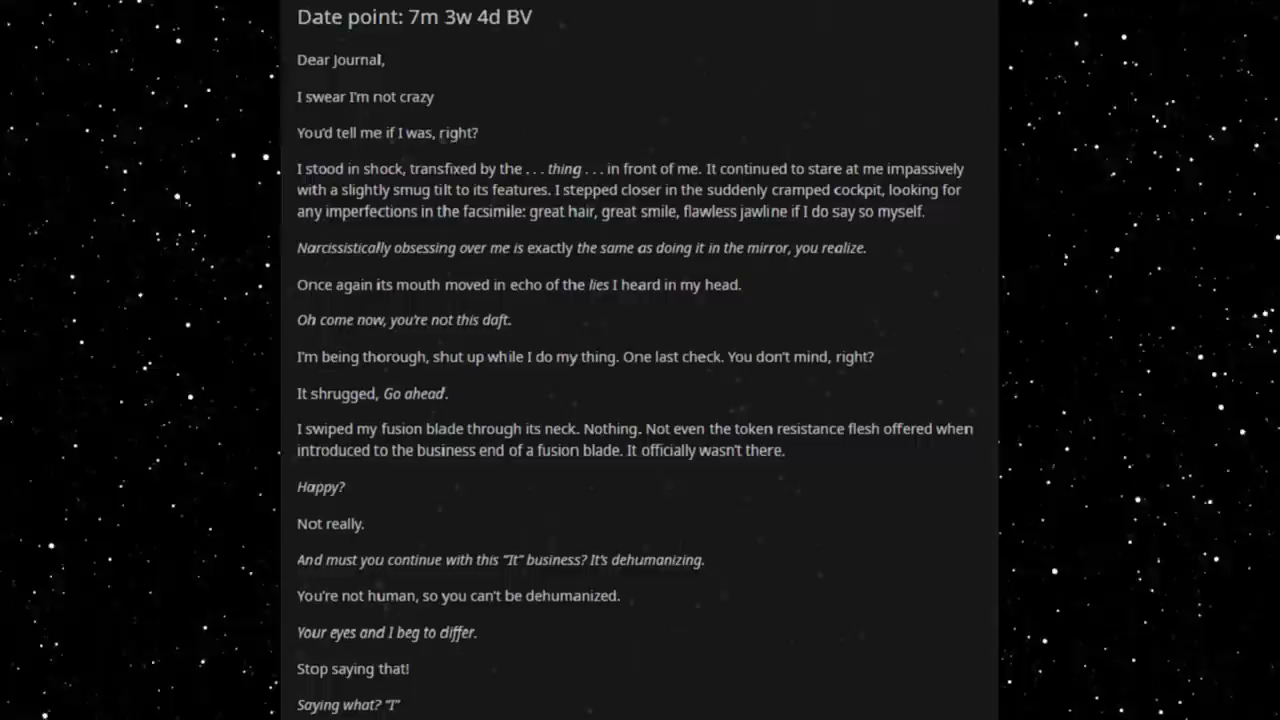 Date point: 7m 3w 4d BV
Dear Journal,
I swear I'm not crazy
You'd tell me if I was, right?
I stood in shock, transfixed by the . . . thing . . . in front of me. It continued to stare at me impassively
with a slightly smug tilt to its features. I stepped closer in the suddenly cramped cockpit, looking for
any imperfections in the facsimile: great hair, great smile, flawless jawline if I do say so myself.
Narcissistically obsessing over me is exactly the same as doing it in the mirror, you realize.
Once again its mouth moved in echo of the lies I heard in my head.
Oh come now, you're not this daft.
I'm being thorough, shut up while I do my thing. One last check. You don't mind, right?
It shrugged, Go ahead.
I swiped my fusion blade through its neck. Nothing. Not even the token resistance flesh offered when
introduced to the business end of a fusion blade. It officially wasn't there.
Happy?
Not really.
And must you continue with this "It" business? It's dehumanizing.
You're not human, so you can't be dehumanized.
Your eyes and I beg to differ.
Stop saying that!
Saying what? "I"